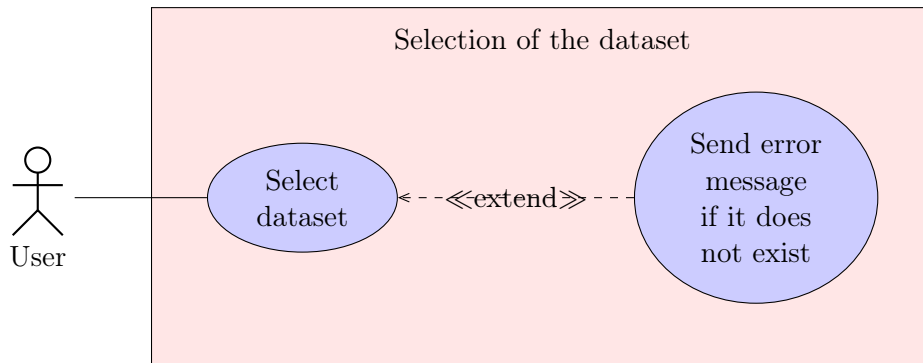 Selection of the dataset
User
Select
dataset
≪extend≫
Send error
message
if it does
not exist